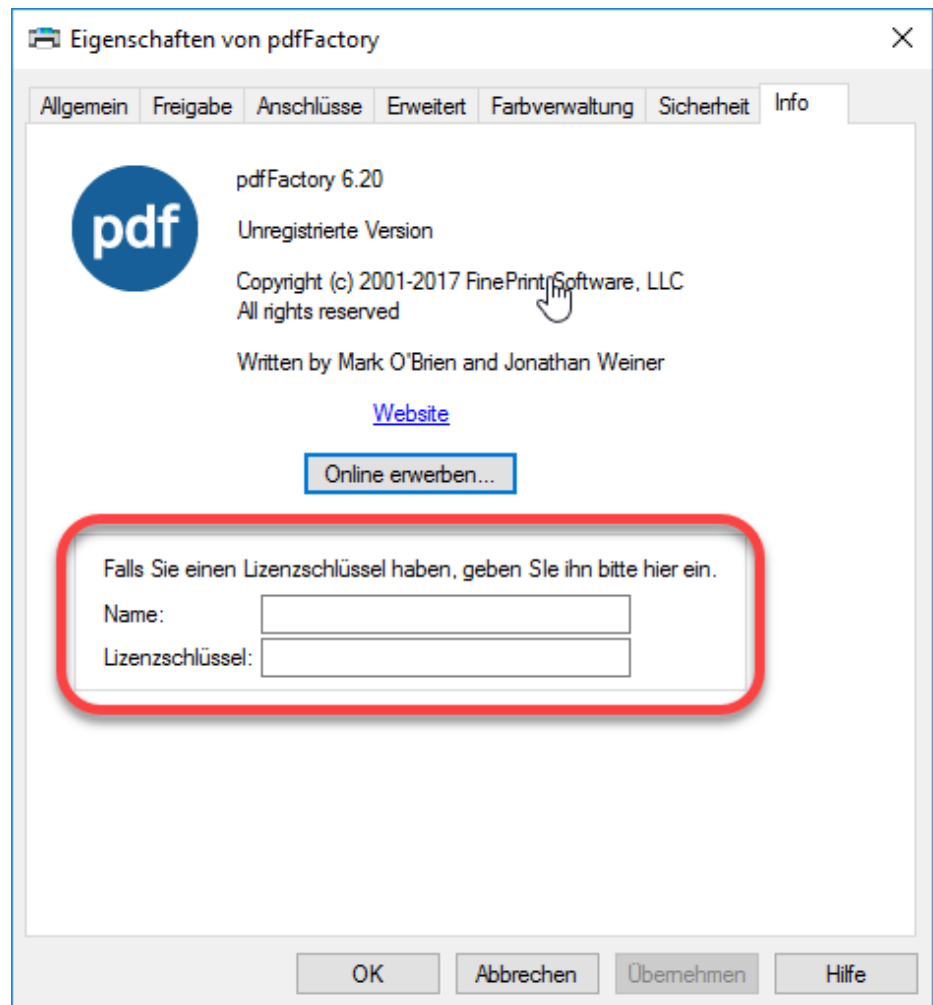 Eigenschaften von pdfFactory
Allgemein Freigabe Anschlüsse Erweitert Farbverwaltung Sicherheit Info
pdf
pdfFactory 6.20
Unregistrierte Version
Copyright (c) 2001-2017 FinePrint Software, LLC
All rights reserved
Written by Mark O'Brien and Jonathan Weiner
Website
Online erwerben...
Falls Sie einen Lizenzschlüssel haben, geben SIe ihn bitte hier ein.
Name:
Lizenzschlüssel:
OK Abbrechen Übernehmen Hilfe